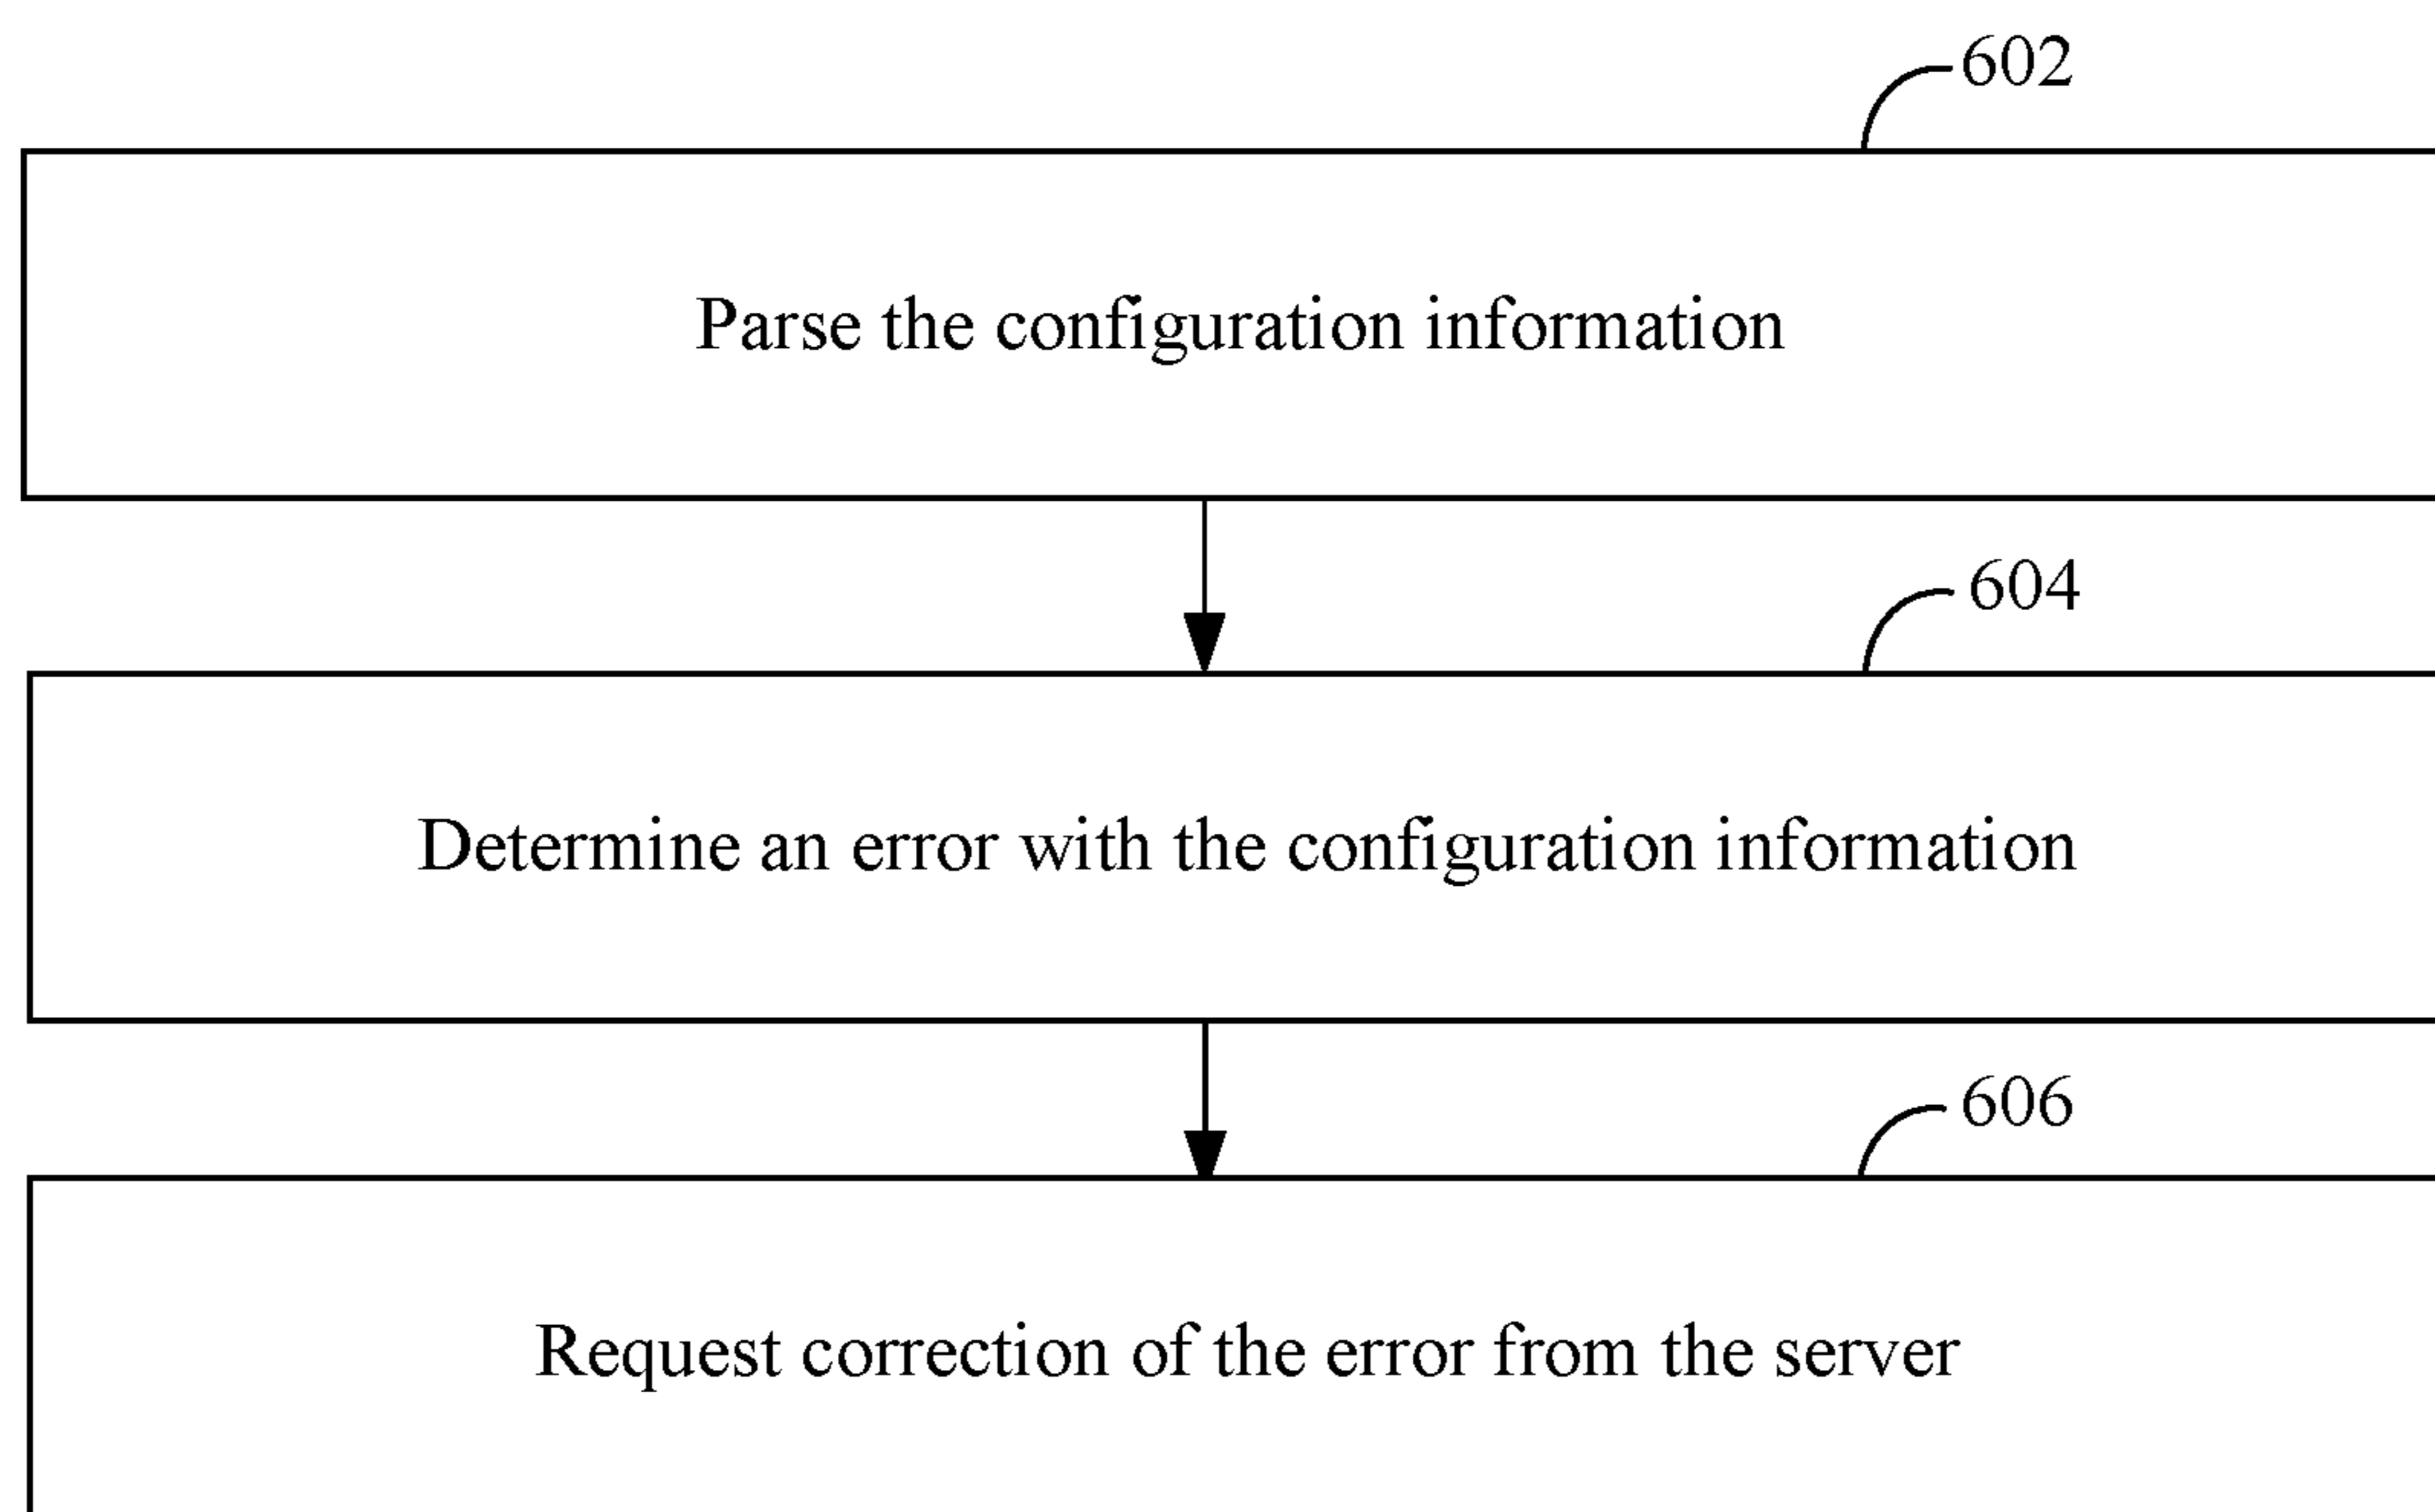 602
Parse the configuration information
604
Determine an error with the configuration information
606
Request correction of the error from the server